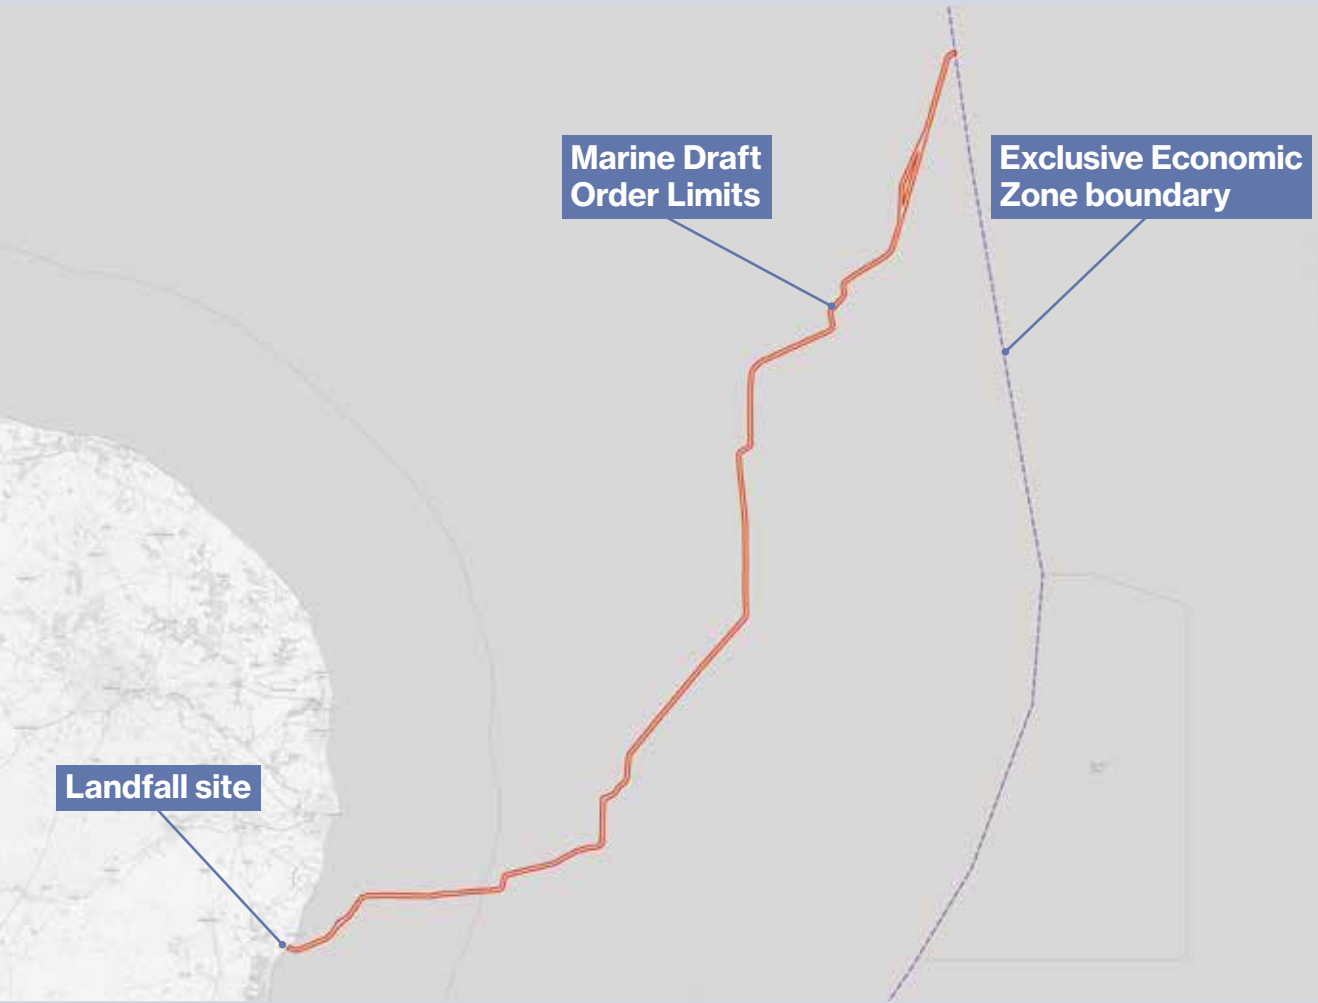 Marine Draft
Order Limits
Exclusive Economic
Zone boundary
Landfall site